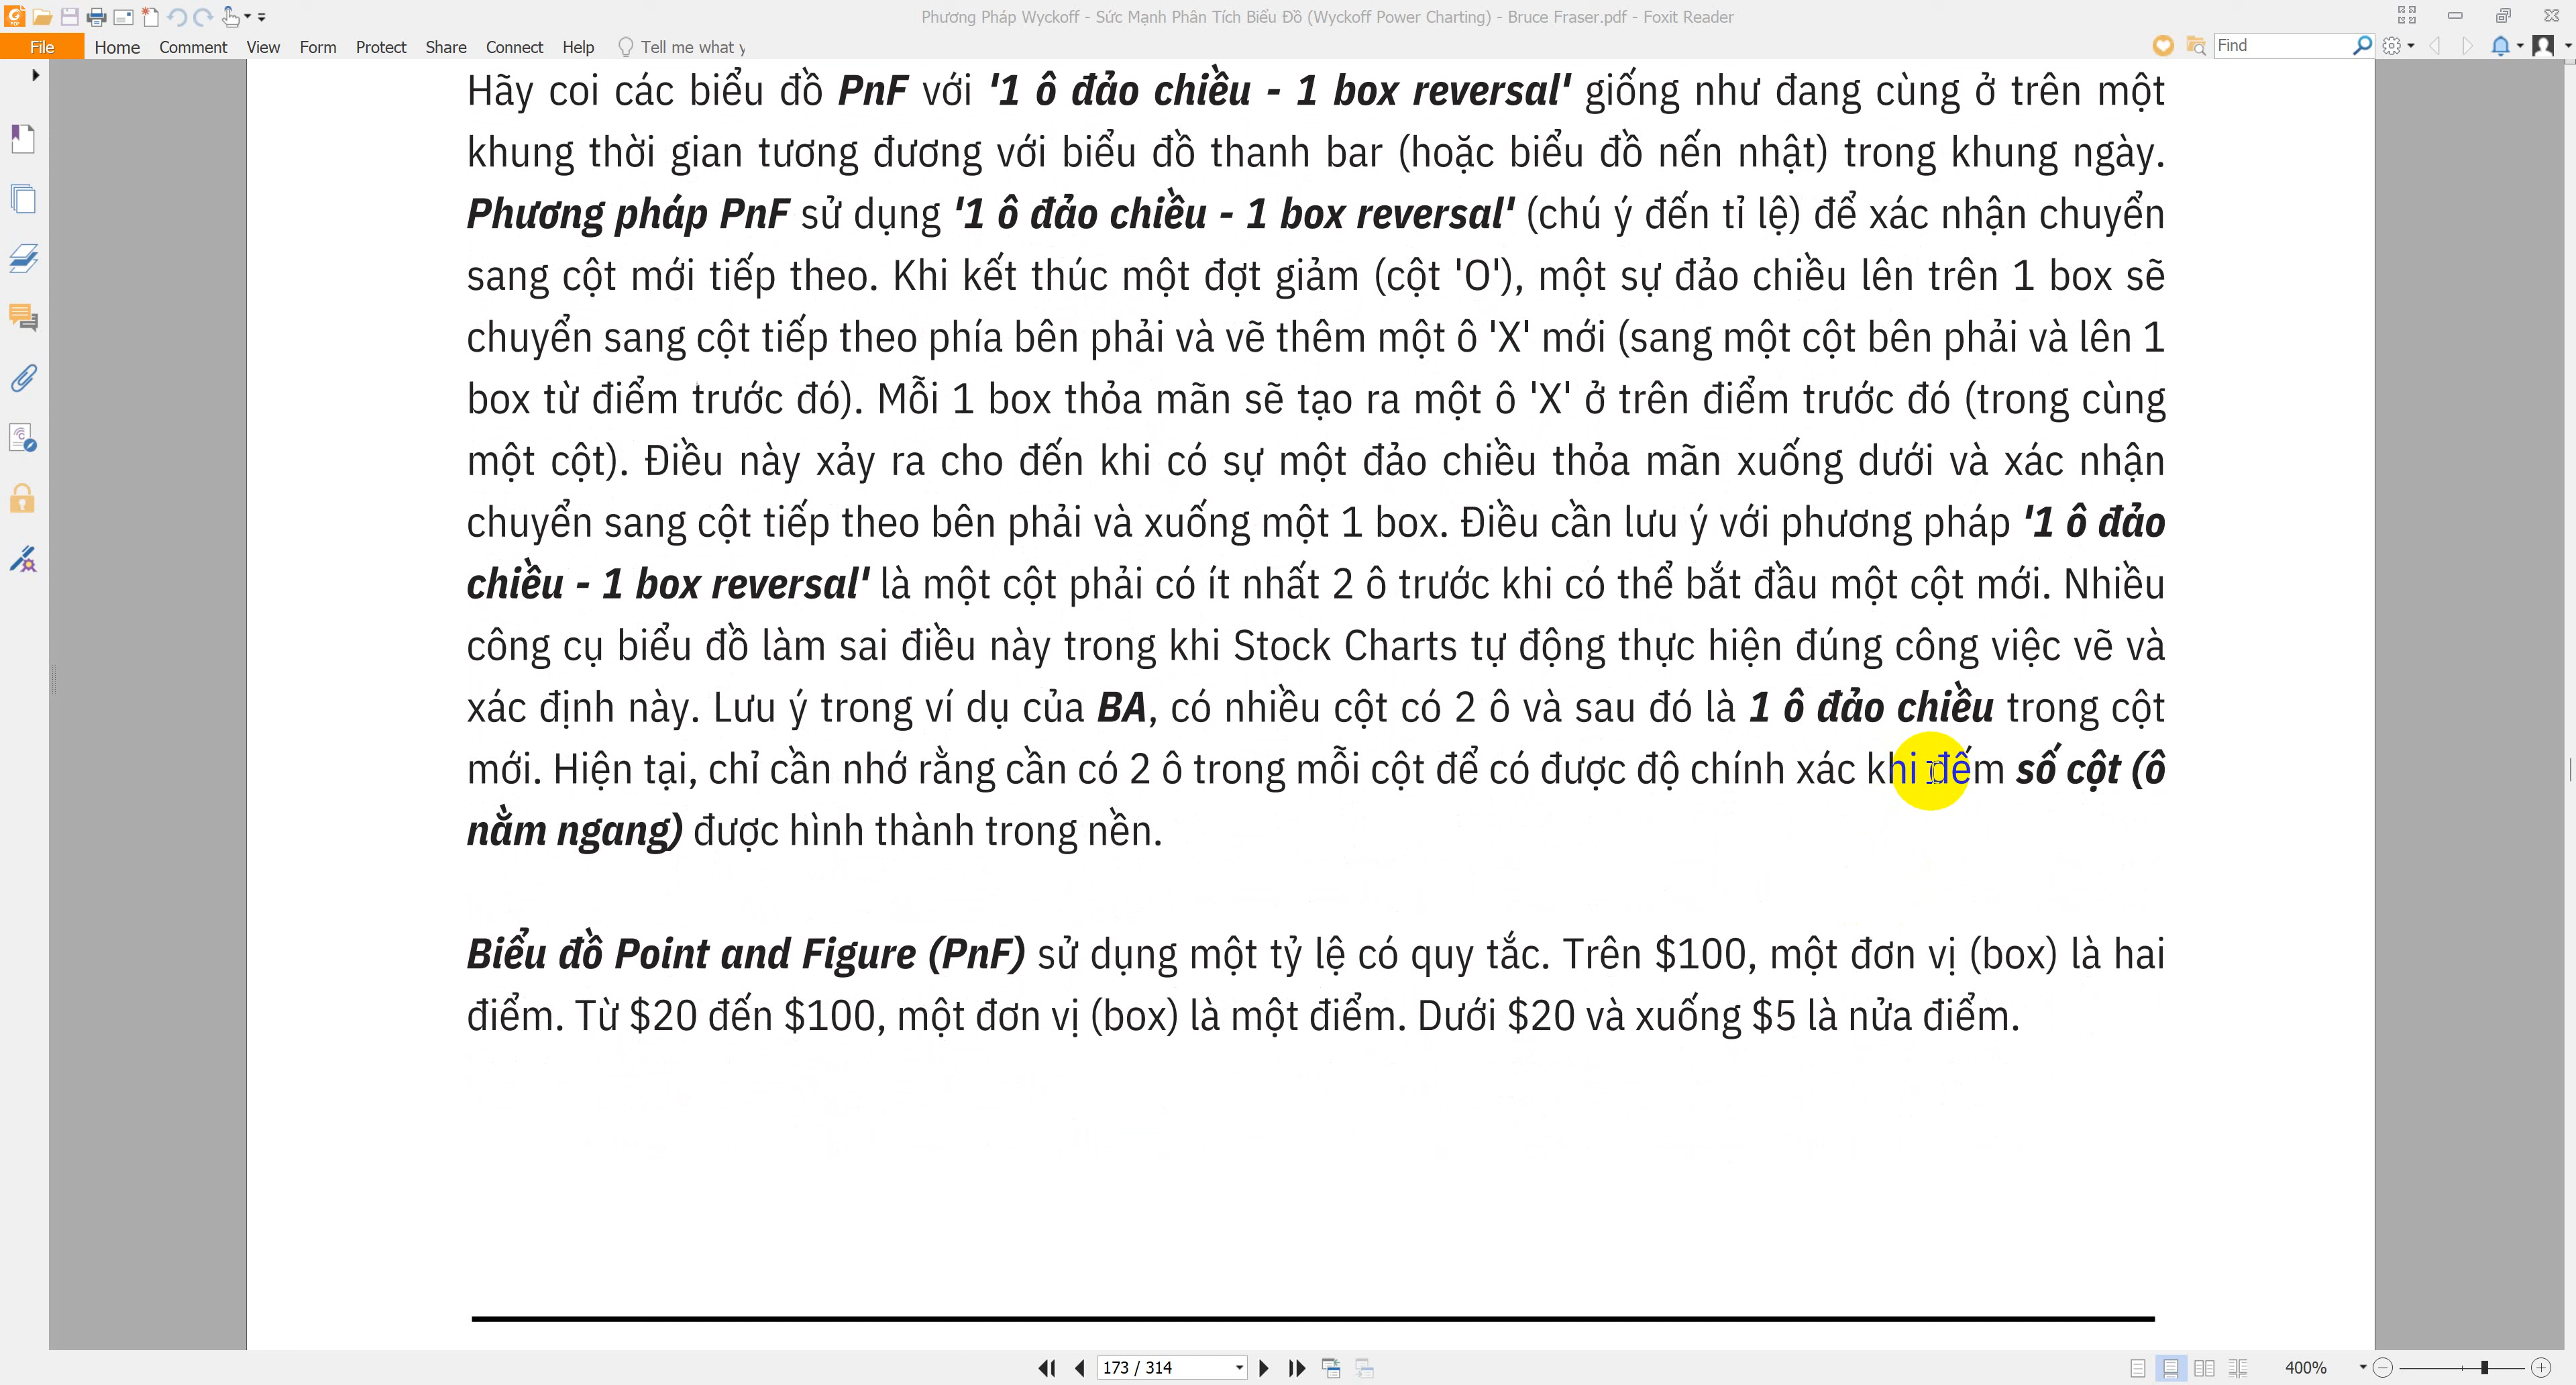 Phương Pháp Wyckoff - Sức Mạnh Phân Tích Biểu Đồ (Wyckoff Power Charting) - Bruce Fraser.pdf - Foxit Reader
File Home Comment View Form Protect Share Connect Help Tell me what y Find
Hãy coi các biểu đồ PnF với '1 ô đảo chiều - 1 box reversal' giống như đang cùng ở trên một
khung thời gian tương đương với biểu đồ thanh bar (hoặc biểu đồ nến nhật) trong khung ngày.
Phương pháp PnF sử dụng '1 ô đảo chiều - 1 box reversal' (chú ý đến tỉ lệ) để xác nhận chuyển
sang cột mới tiếp theo. Khi kết thúc một đợt giảm (cột 'O'), một sự đảo chiều lên trên 1 box sẽ
chuyển sang cột tiếp theo phía bên phải và vẽ thêm một ô 'X' mới (sang một cột bên phải và lên 1
box từ điểm trước đó). Mỗi 1 box thỏa mãn sẽ tạo ra một ô 'X' ở trên điểm trước đó (trong cùng
một cột). Điều này xảy ra cho đến khi có sự một đảo chiều thỏa mãn xuống dưới và xác nhận
chuyển sang cột tiếp theo bên phải và xuống một 1 box. Điều cần lưu ý với phương pháp '1 ô đảo
chiều - 1 box reversal' là một cột phải có ít nhất 2 ô trước khi có thể bắt đầu một cột mới. Nhiều
công cụ biểu đồ làm sai điều này trong khi Stock Charts tự động thực hiện đúng công việc vẽ và
xác định này. Lưu ý trong ví dụ của BA, có nhiều cột có 2 ô và sau đó là 1 ô đảo chiều trong cột
mới. Hiện tại, chỉ cần nhớ rằng cần có 2 ô trong mỗi cột để có được độ chính xác khi đếm số cột (ô
nằm ngang) được hình thành trong nền.
Biểu đồ Point and Figure (PnF) sử dụng một tỷ lệ có quy tắc. Trên $100, một đơn vị (box) là hai
điểm. Từ $20 đến $100, một đơn vị (box) là một điểm. Dưới $20 và xuống $5 là nửa điểm.
173 / 314 400%